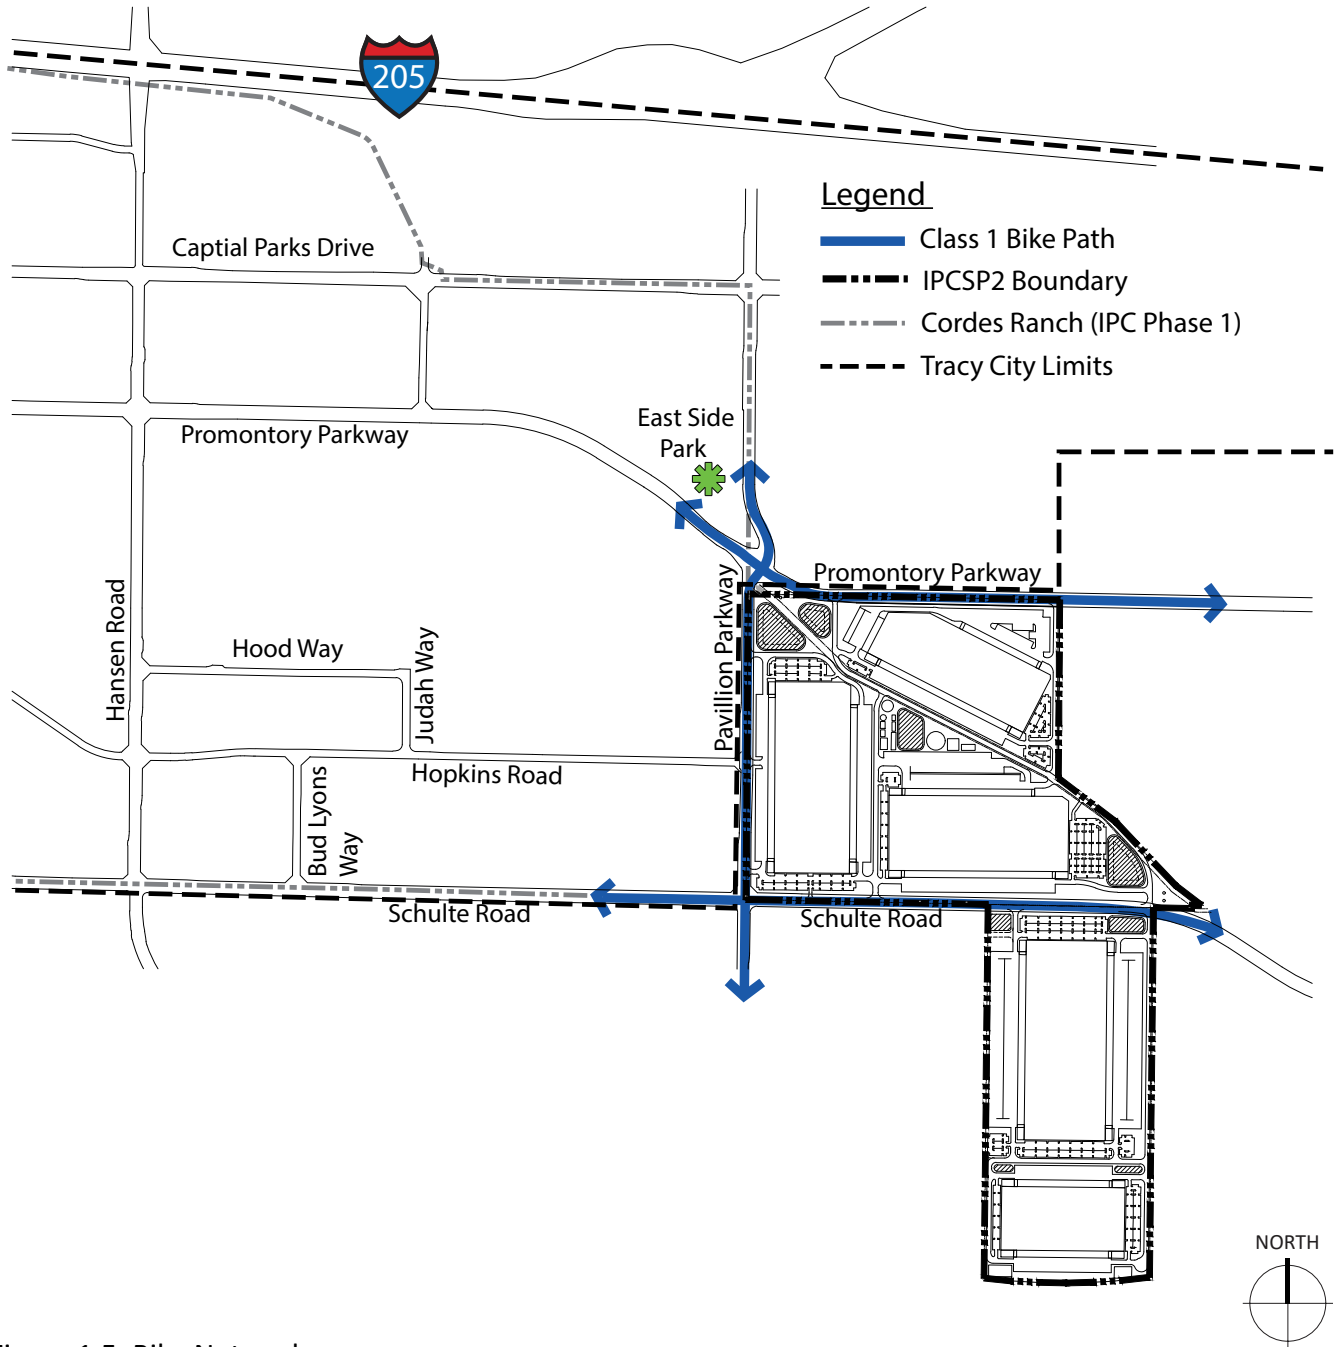 205
Legend
Class 1 Bike Path
IPCSP2 Boundary
Cordes Ranch (IPC Phase 1)
Tracy City Limits
Captial Parks Drive
East Side
Park
Promontory Parkway
Promontory Parkway
Pavillion Parkway
Hansen Road
Hood Way
Judah Way
Hopkins Road
Bud Lyons
Way
Schulte Road
Schulte Road
NORTH